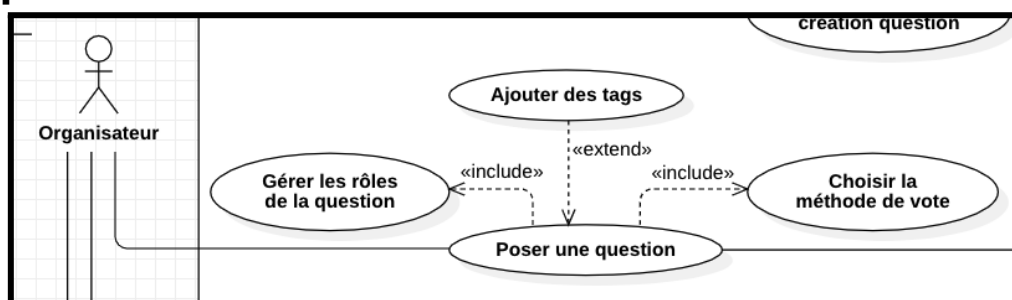 création question
Ajouter des tags
Organisateur
«extend»
«include»
«include»
Gérer les rôles
de la question
Choisir la
méthode de vote
Poser une question